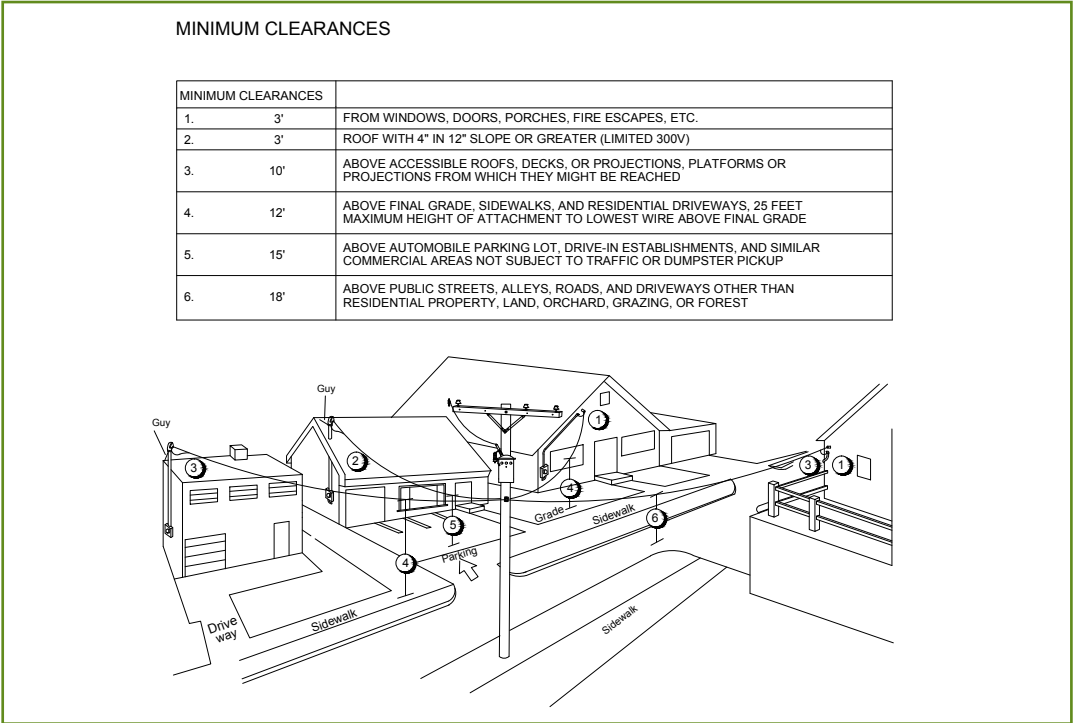 MINIMUM CLEARANCES
MINIMUM CLEARANCES
1. 3' FROM WINDOWS, DOORS, PORCHES, FIRE ESCAPES, ETC.
2. 3' ROOF WITH 4" IN 12" SLOPE OR GREATER (LIMITED 300V)
3. 10' ABOVE ACCESSIBLE ROOFS, DECKS, OR PROJECTIONS, PLATFORMS OR
PROJECTIONS FROM WHICH THEY MIGHT BE REACHED
4. 12' ABOVE FINAL GRADE, SIDEWALKS, AND RESIDENTIAL DRIVEWAYS, 25 FEET
MAXIMUM HEIGHT OF ATTACHMENT TO LOWEST WIRE ABOVE FINAL GRADE
5. 15' ABOVE AUTOMOBILE PARKING LOT, DRIVE-IN ESTABLISHMENTS, AND SIMILAR
COMMERCIAL AREAS NOT SUBJECT TO TRAFFIC OR DUMPSTER PICKUP
6. 18' ABOVE PUBLIC STREETS, ALLEYS, ROADS, AND DRIVEWAYS OTHER THAN
RESIDENTIAL PROPERTY, LAND, ORCHARD, GRAZING, OR FOREST
Guy
Guy
1
2
3
3
1
4
Grade
Sidewalk
6
5
Parking
4
Drive
way
Sidewalk
Sidewalk